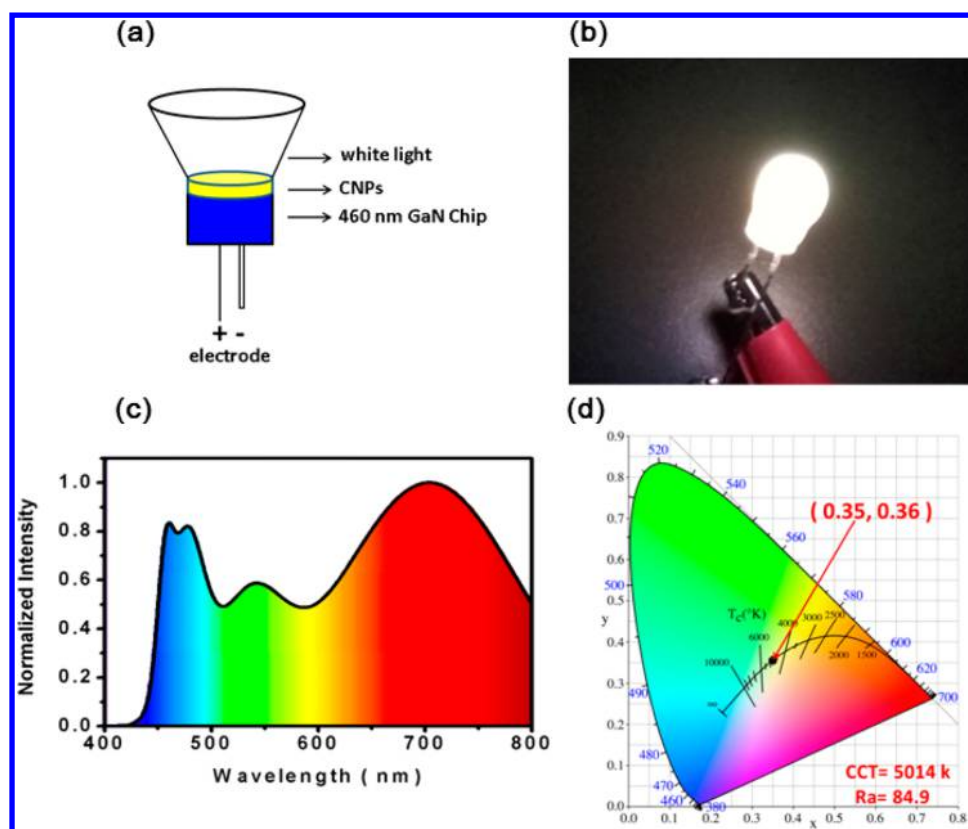 (a)
white light
CNPs
460 nm GaN Chip
+ -
electrode
(b)
(c)
Normalized Intensity
1.0
0.8
0.6
0.4
0.2
0.0
400 500 600 700 800
Wavelength ( nm )
(d)
0.9
0.8
0.7
0.6
0.5
0.4
0.3
0.2
0.1
0.0
y
520
540
560
500
580
600
620
700
490
480
470
460
380
( 0.35, 0.36 )
Tc(°K)
∞
10000
6000
4000
3000
2500
2000
1500
CCT= 5014 k
Ra= 84.9
0.0 0.1 0.2 0.3 0.4 0.5 0.6 0.7 0.8
x